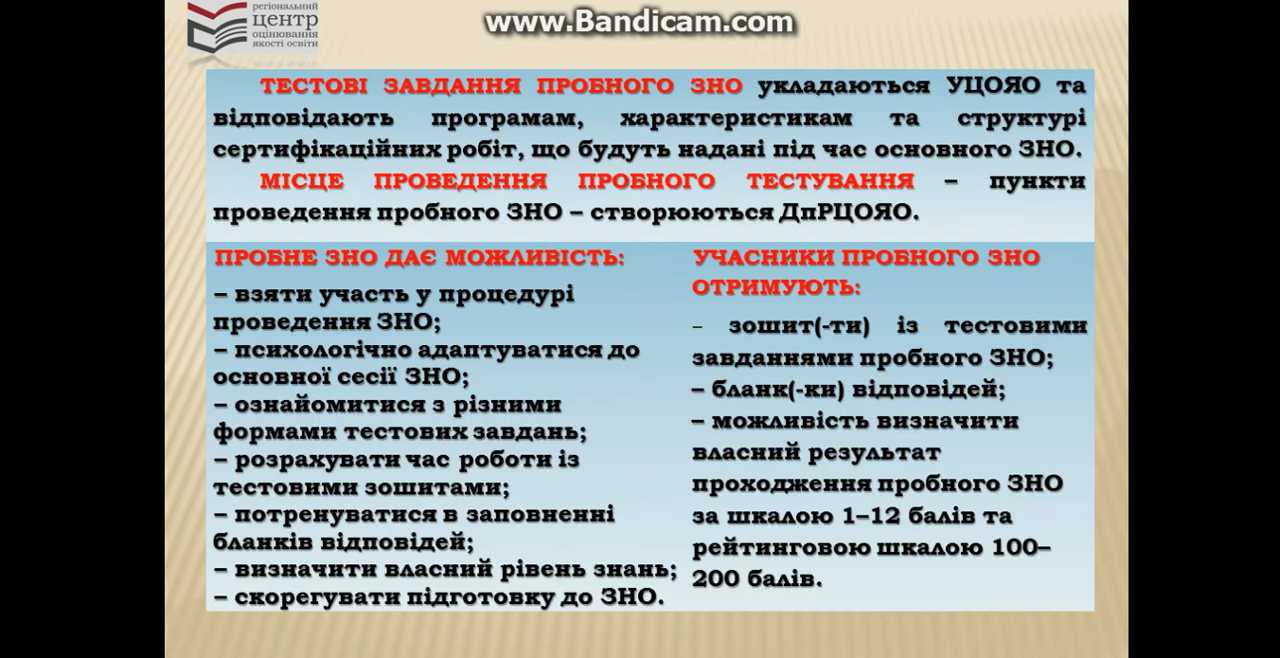 регіональний
центр
оцінювання
якості освіти
www.Bandicam.com
ТЕСТОВІ ЗАВДАННЯ ПРОБНОГО ЗНО укладаються УЦОЯО та
відповідають програмам, характеристикам та структурі
сертифікаційних робіт, що будуть надані під час основного ЗНО.
МІСЦЕ ПРОВЕДЕННЯ ПРОБНОГО ТЕСТУВАННЯ – пункти
проведення пробного ЗНО – створюються ДпРЦОЯО.
ПРОБНЕ ЗНО ДАЄ МОЖЛИВІСТЬ:
– взяти участь у процедурі
проведення ЗНО;
– психологічно адаптуватися до
основної сесії ЗНО;
– ознайомитися з різними
формами тестових завдань;
– розрахувати час роботи із
тестовими зошитами;
– потренуватися в заповненні
бланків відповідей;
– визначити власний рівень знань;
– скорегувати підготовку до ЗНО.
УЧАСНИКИ ПРОБНОГО ЗНО
ОТРИМУЮТЬ:
– зошит(-ти) із тестовими
завданнями пробного ЗНО;
– бланк(-ки) відповідей;
– можливість визначити
власний результат
проходження пробного ЗНО
за шкалою 1–12 балів та
рейтинговою шкалою 100–
200 балів.